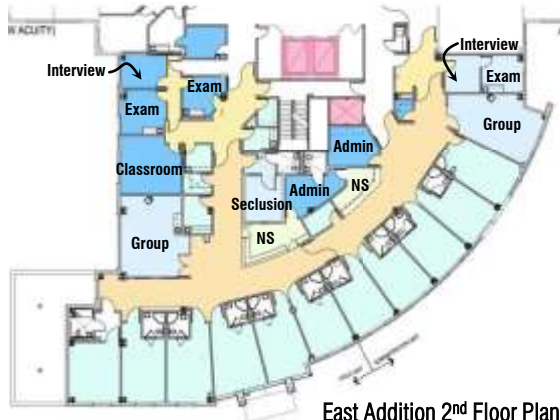 W ACUITY)
Interview
Exam
Exam
Classroom
Group
Seclusion
NS
Admin
Admin
NS
Interview
Exam
Group
East Addition 2nd Floor Plan